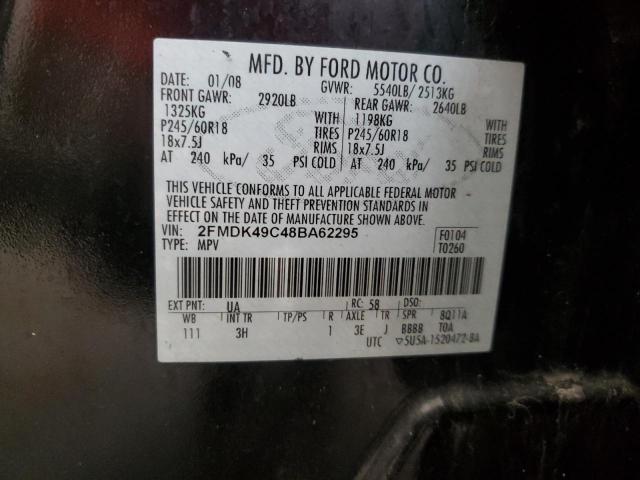 MFD. BY FORD MOTOR CO.
DATE: 01/08 GVWR: 5540LB/ 2513KG
FRONT GAWR: 2920LB REAR GAWR: 2640LB
1325KG WITH 1198KG WITH
P245/60R18 TIRES P245/60R18 TIRES
18x7.5J RIMS 18x7.5J RIMS
AT 240 kPa/ 35 PSI COLD AT 240 kPa/ 35 PSI COLD
THIS VEHICLE CONFORMS TO ALL APPLICABLE FEDERAL MOTOR
VEHICLE SAFETY AND THEFT PREVENTION STANDARDS IN
EFFECT ON THE DATE OF MANUFACTURE SHOWN ABOVE.
VIN: 2FMDK49C48BA62295 F0104
TYPE: MPV T0260
EXT PNT: UA RC: 58 DSO:
WB INT TR TP/PS R AXLE TR SPR 8Q11A
111 3H 1 3E J BBBB T0A
UTC ▽5U5A-1520472-BA